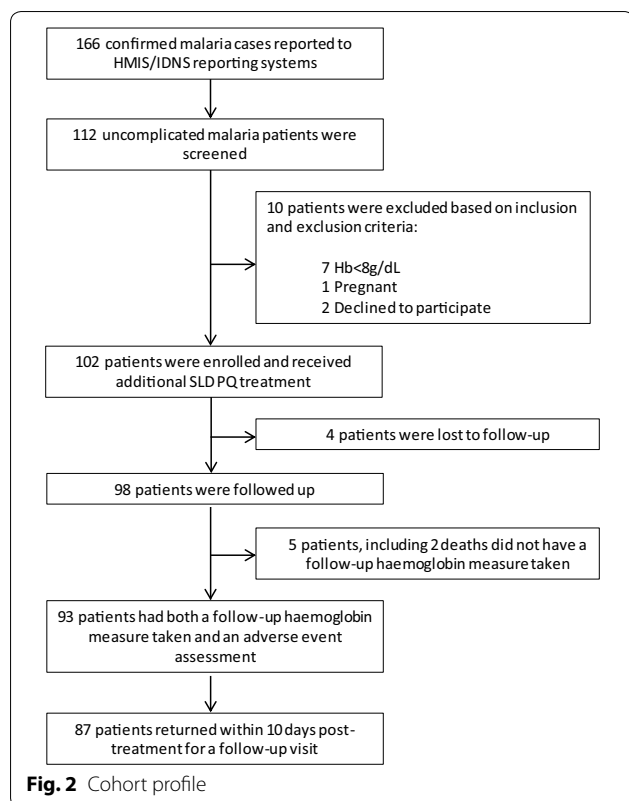 166 confirmed malaria cases reported to
HMIS/IDNS reporting systems
112 uncomplicated malaria patients were
screened
10 patients were excluded based on inclusion
and exclusion criteria:
7 Hb<8g/dL
1 Pregnant
2 Declined to participate
102 patients were enrolled and received
additional SLD PQ treatment
4 patients were lost to follow-up
98 patients were followed up
5 patients, including 2 deaths did not have a
follow-up haemoglobin measure taken
93 patients had both a follow-up haemoglobin
measure taken and an adverse event
assessment
87 patients returned within 10 days post-
treatment for a follow-up visit
Fig. 2 Cohort profile